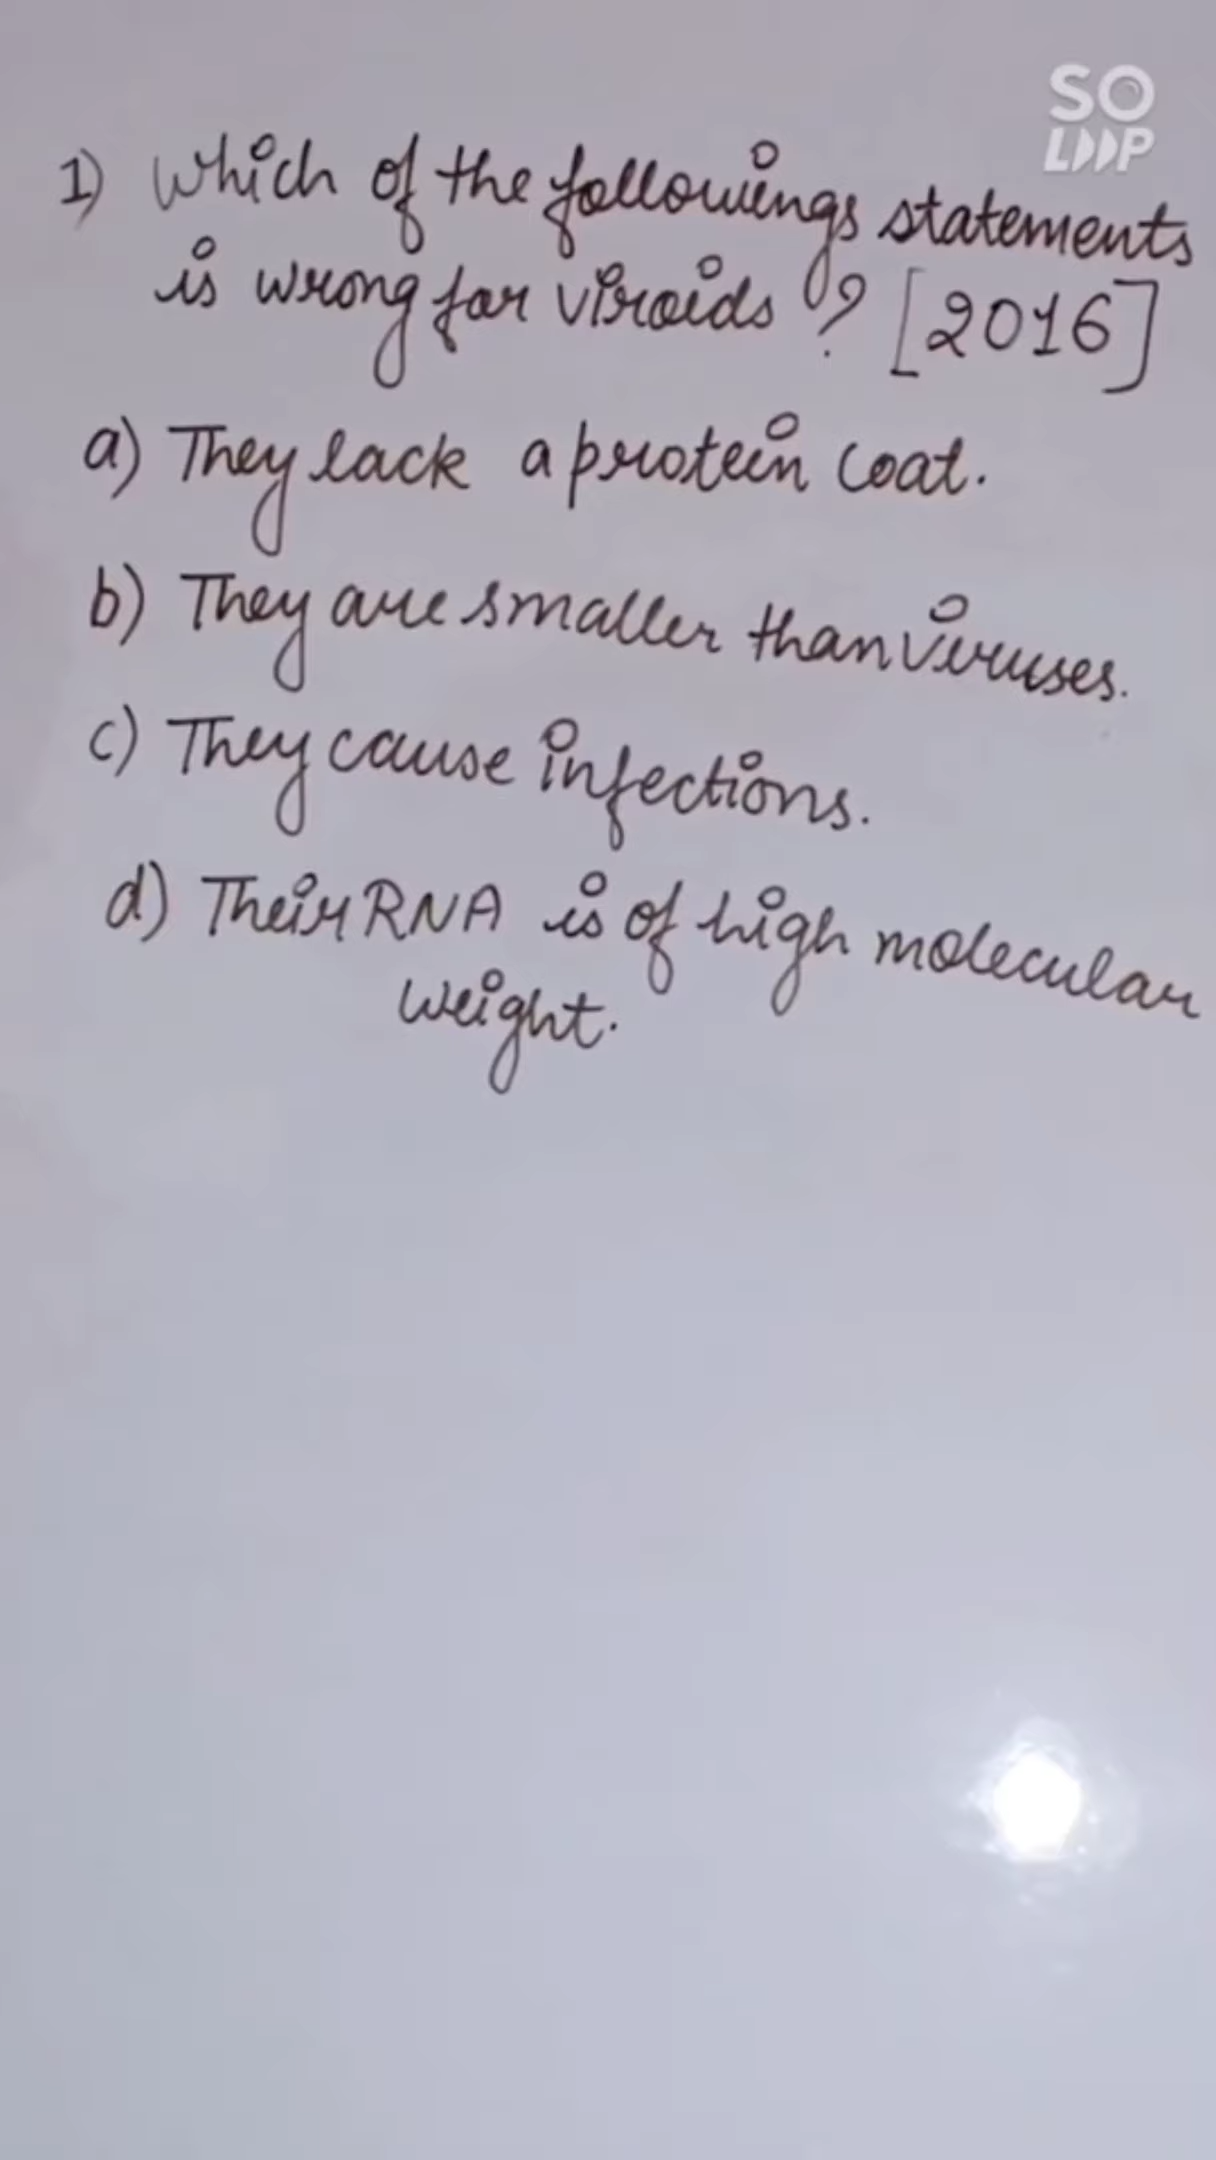 SO
LOOP
1) Which of the followings statements
is wrong for viroids? [2016]
a) They lack a protein coat.
b) They are smaller than viruses.
c) They cause infections.
d) Their RNA is of high molecular
weight.